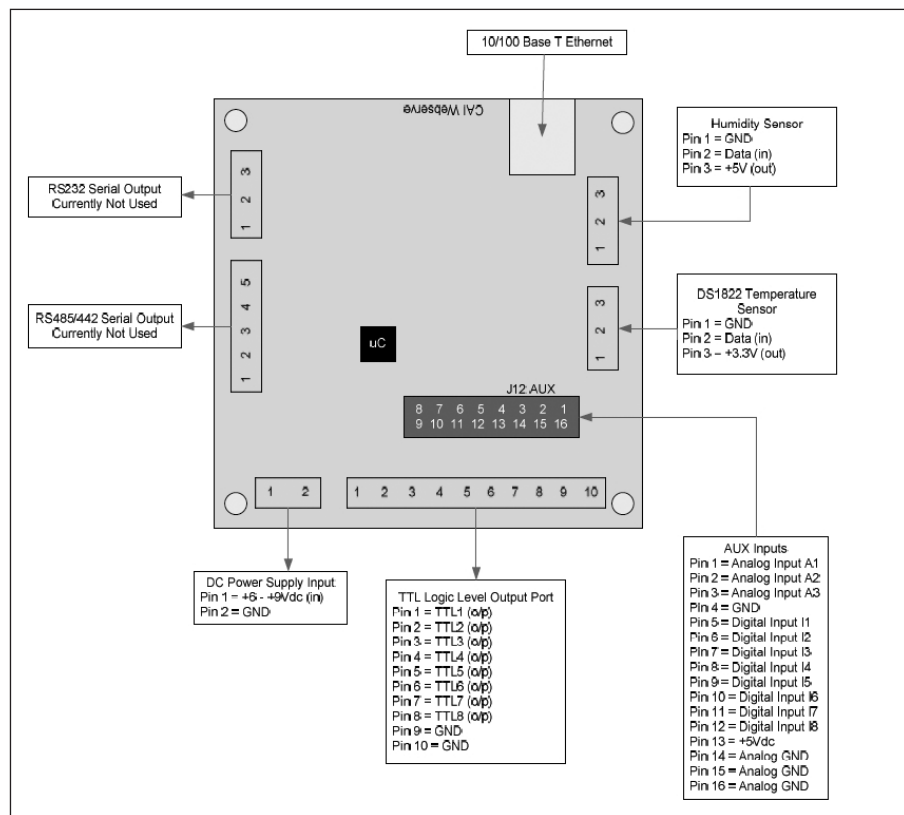 10/100 Base T Ethernet
CAI Webserve
Humidity Sensor
Pin 1 = GND
Pin 2 = Data (in)
Pin 3 = +5V (out)
3
2
1
RS232 Serial Output
Currently Not Used
3
2
1
RS485/442 Serial Output
Currently Not Used
5
4
3
2
1
uC
3
2
1
DS1822 Temperature
Sensor
Pin 1 = GND
Pin 2 = Data (in)
Pin 3 - +3.3V (out)
J12 AUX
8 7 6 5 4 3 2 1
9 10 11 12 13 14 15 16
1 2
1 2 3 4 5 6 7 8 9 10
DC Power Supply Input
Pin 1 = +6 - +9Vdc (in)
Pin 2 = GND
TTL Logic Level Output Port
Pin 1 = TTL1 (o/p)
Pin 2 = TTL2 (o/p)
Pin 3 = TTL3 (o/p)
Pin 4 = TTL4 (o/p)
Pin 5 = TTL5 (o/p)
Pin 6 = TTL6 (o/p)
Pin 7 = TTL7 (o/p)
Pin 8 = TTL8 (o/p)
Pin 9 = GND
Pin 10 = GND
AUX Inputs
Pin 1 = Analog Input A1
Pin 2 = Analog Input A2
Pin 3 = Analog Input A3
Pin 4 = GND
Pin 5 = Digital Input I1
Pin 6 = Digital Input I2
Pin 7 = Digital Input I3
Pin 8 = Digital Input I4
Pin 9 = Digital Input I5
Pin 10 = Digital Input I6
Pin 11 = Digital Input I7
Pin 12 = Digital Input I8
Pin 13 = +5Vdc
Pin 14 = Analog GND
Pin 15 = Analog GND
Pin 16 = Analog GND